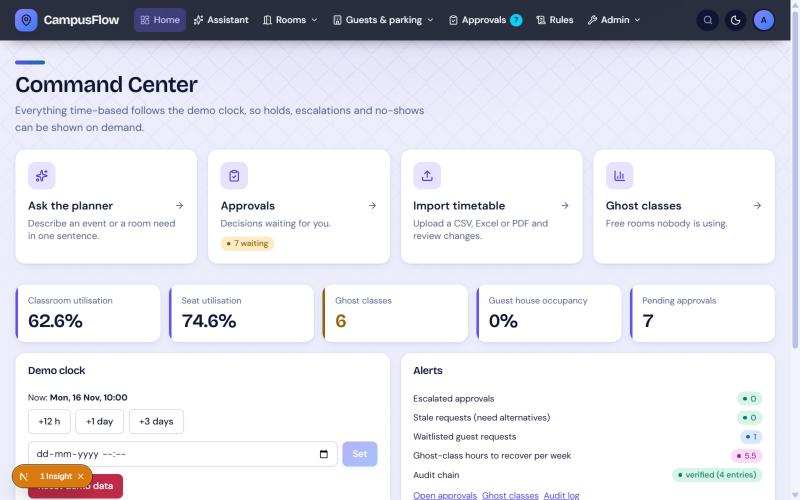 CampusFlow Home Assistant Rooms Guests & parking Approvals 7 Rules Admin A
Command Center
Everything time-based follows the demo clock, so holds, escalations and no-shows
can be shown on demand.
Ask the planner
Describe an event or a room need
in one sentence.
Approvals
Decisions waiting for you.
7 waiting
Import timetable
Upload a CSV, Excel or PDF and
review changes.
Ghost classes
Free rooms nobody is using.
Classroom utilisation
62.6%
Seat utilisation
74.6%
Ghost classes
6
Guest house occupancy
0%
Pending approvals
7
Demo clock
Now: Mon, 16 Nov, 10:00
+12 h +1 day +3 days
dd-mm-yyyy --:-- Set
N 1 Insight
demo data
Alerts
Escalated approvals 0
Stale requests (need alternatives) 0
Waitlisted guest requests 1
Ghost-class hours to recover per week 5.5
Audit chain verified (4 entries)
Open approvals Ghost classes Audit log